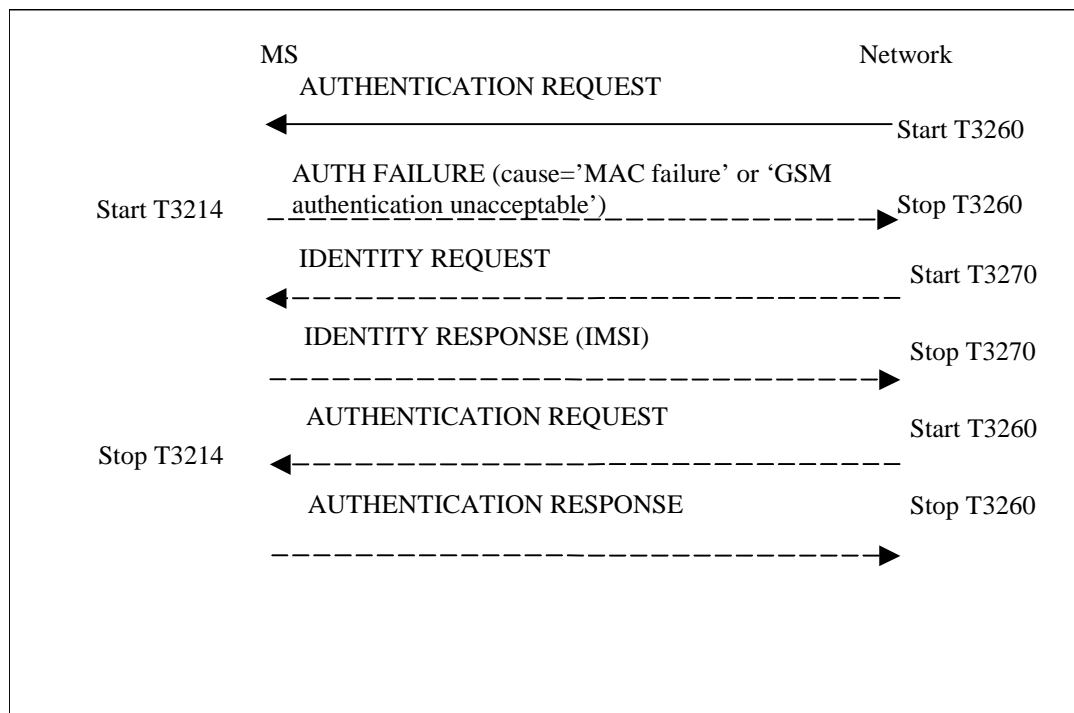 MS Network
AUTHENTICATION REQUEST
Start T3260
AUTH FAILURE (cause=’MAC failure’ or ‘GSM
authentication unacceptable’)
Start T3214
Stop T3260
IDENTITY REQUEST
Start T3270
IDENTITY RESPONSE (IMSI)
Stop T3270
AUTHENTICATION REQUEST
Start T3260
Stop T3214
AUTHENTICATION RESPONSE
Stop T3260